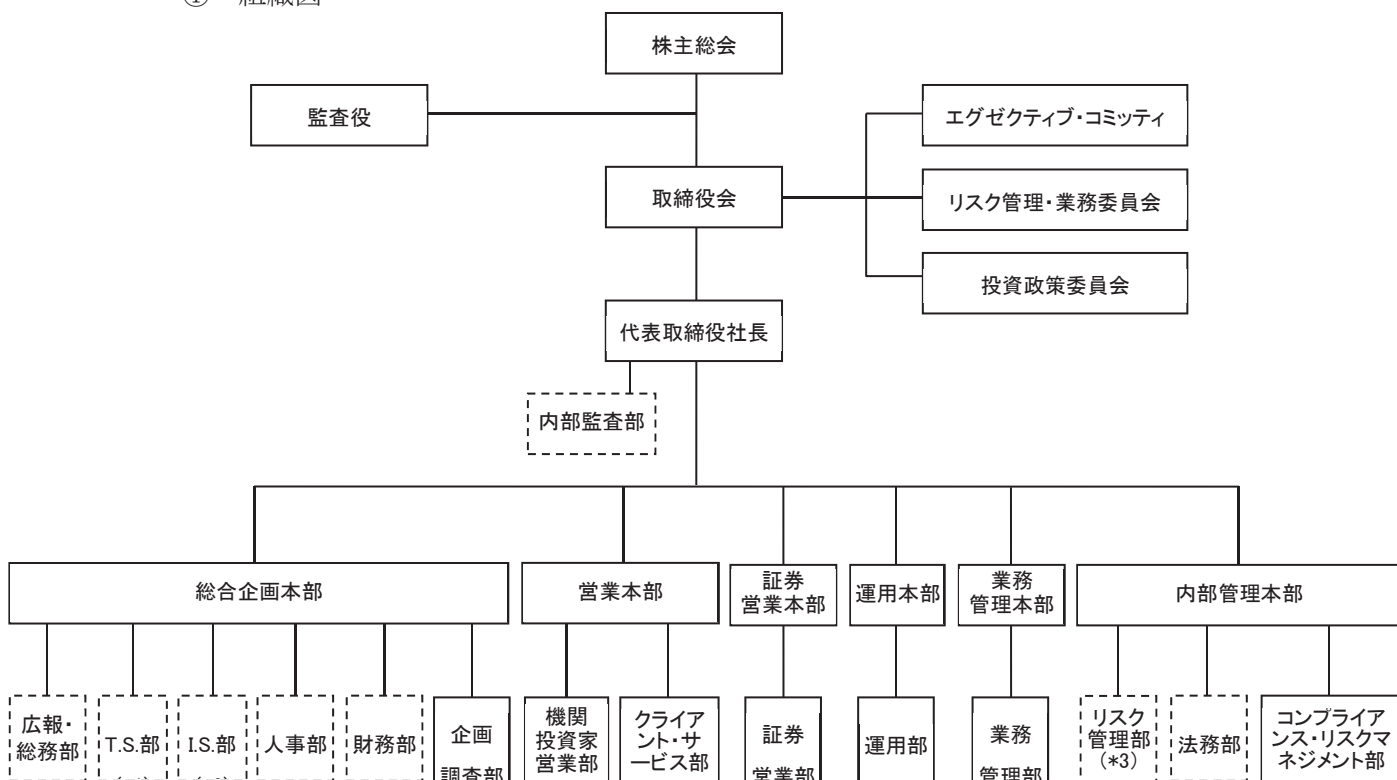 株主総会
監査役
エグゼクティブ・コミッティ
取締役会
リスク管理・業務委員会
投資政策委員会
代表取締役社長
内部監査部
総合企画本部
営業本部
証券
営業本部
運用本部
業務
管理本部
内部管理本部
広報・
総務部
T.S.部
I.S.部
人事部
財務部
企画
調査部
機関
投資家
営業部
クライア
ント・サ
ービス部
証券
営業部
運用部
業務
管理部
リスク
管理部
(*3)
法務部
コンプライア
ンス・リスクマ
ネジメント部